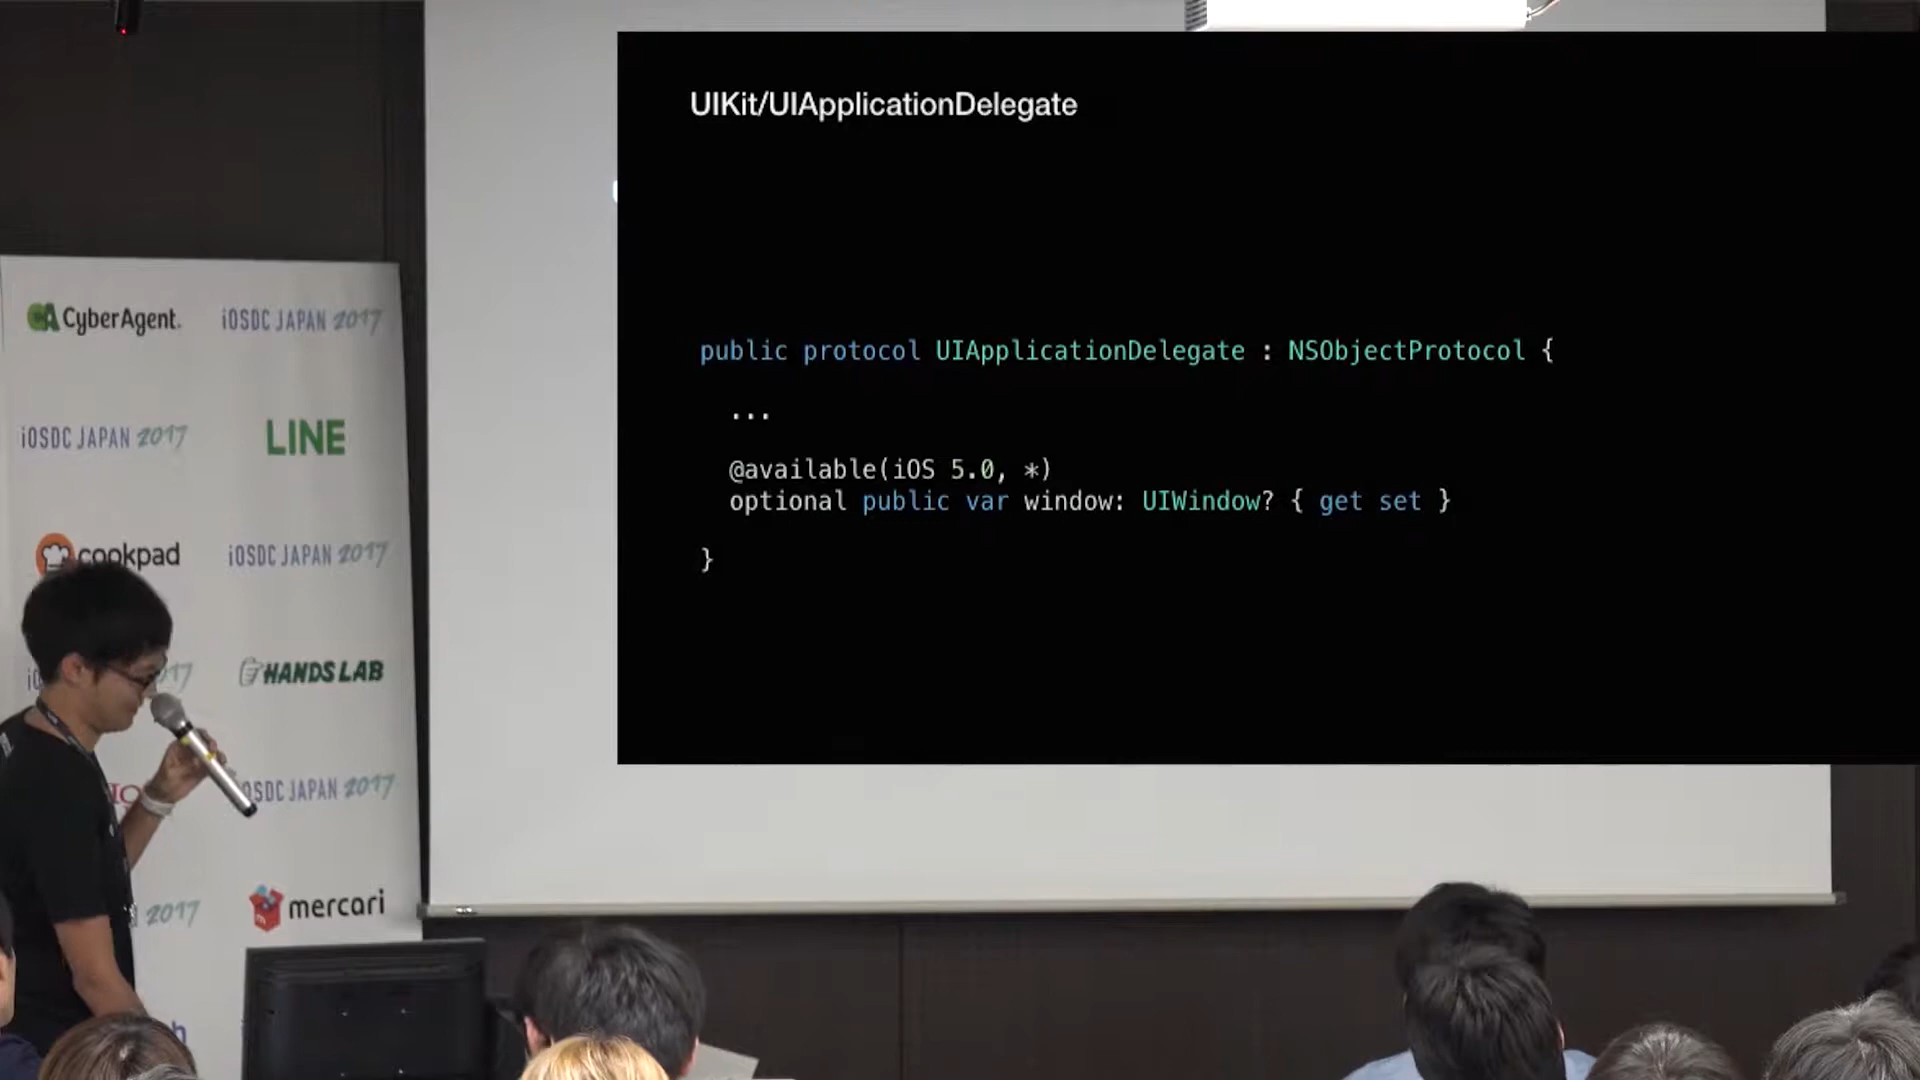 UIKit/UIApplicationDelegate
public protocol UIApplicationDelegate : NSObjectProtocol {
...
@available(iOS 5.0, *)
optional public var window: UIWindow? { get set }
}
CyberAgent.
iOSDC JAPAN 2017
iOSDC JAPAN 2017
LINE
cookpad
iOSDC JAPAN 2017
HANDS LAB
iOSDC JAPAN 2017
2017
mercari